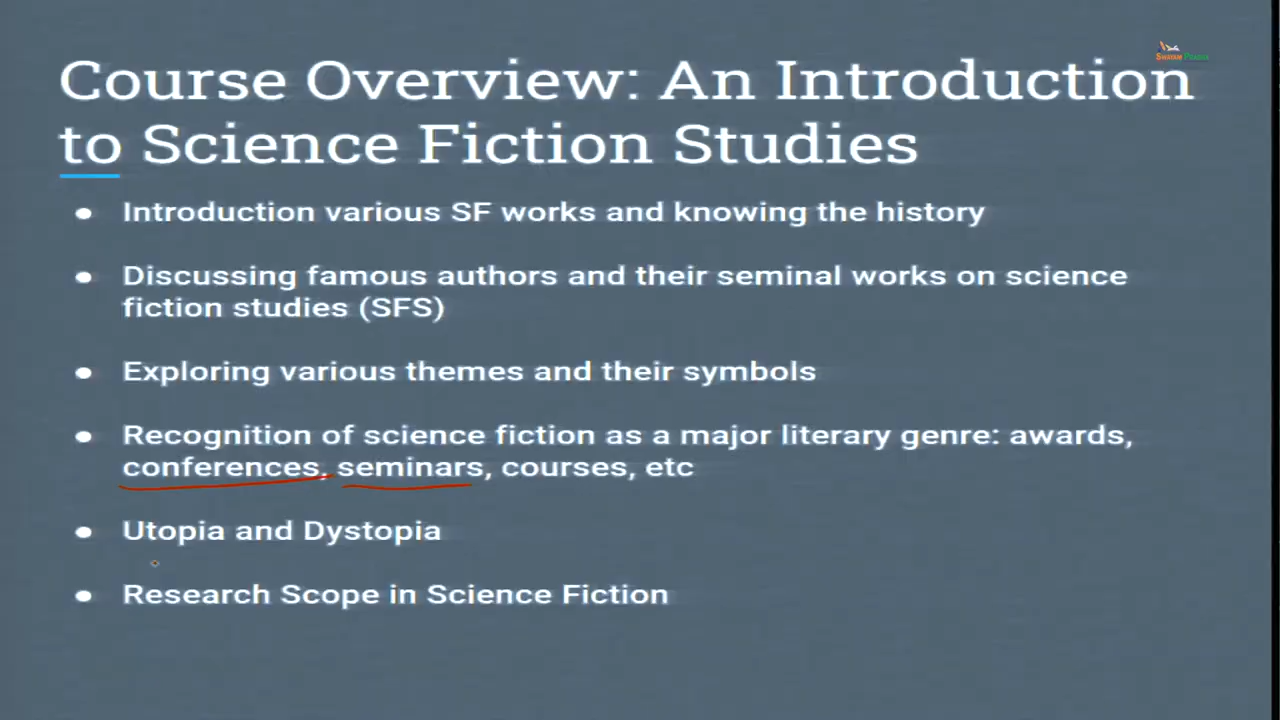 Course Overview: An Introduction
to Science Fiction Studies
● Introduction various SF works and knowing the history
● Discussing famous authors and their seminal works on science
fiction studies (SFS)
● Exploring various themes and their symbols
● Recognition of science fiction as a major literary genre: awards,
conferences, seminars, courses, etc
● Utopia and Dystopia
● Research Scope in Science Fiction